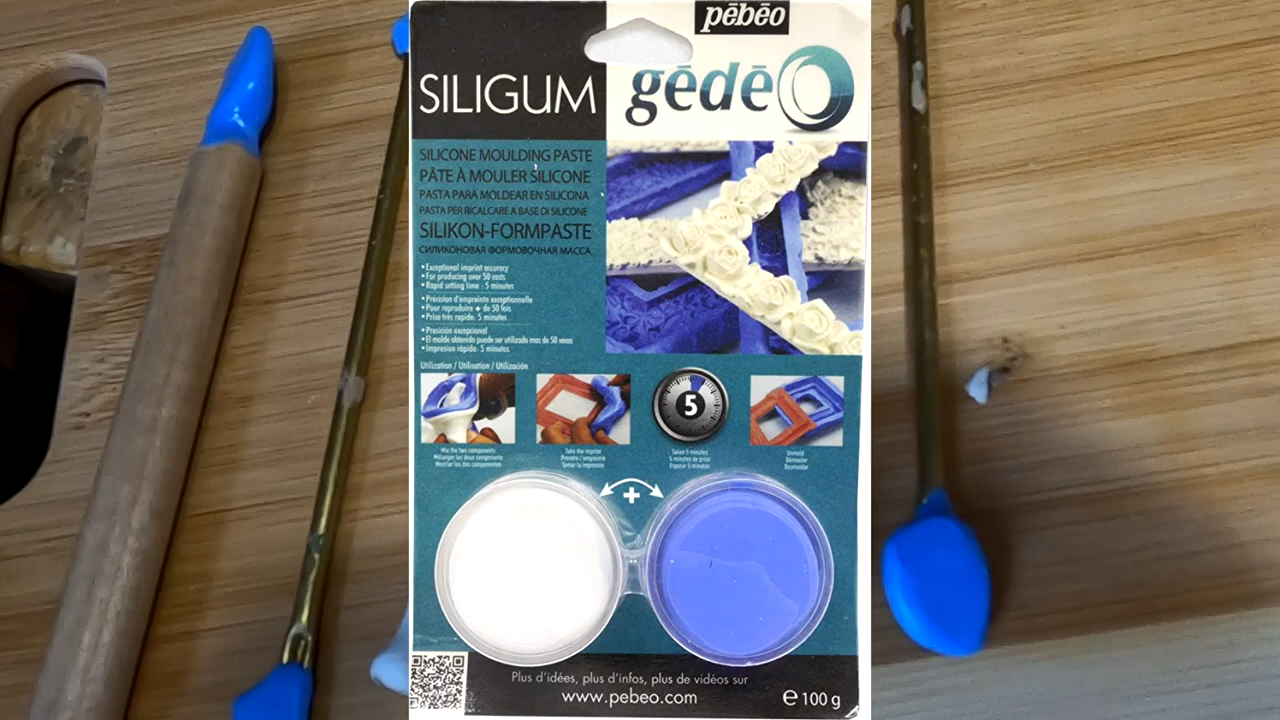 pēbēo
SILIGUM
gēdēO
SILICONE MOULDING PASTE
PÂTE À MOULER SILICONE
PASTA PARA MOLDEAR EN SILICONA
PASTA PER RICALCARE A BASE DI SILICONE
SILIKON-FORMPASTE
СИЛИКОНОВАЯ ФОРМОВОЧНАЯ МАССА
• Exceptional imprint accuracy
• For producing over 50 casts
• Rapid setting time : 5 minutes
• Précision d'empreinte exceptionnelle
• Pour reproduire + de 50 fois
• Prise très rapide: 5 minutes
• Presición excepcional
• El molde obtenido puede ser utilizado mas de 50 veces
• Impresion rápida: 5 minutos
Utilization / Utilisation / Utilización
5
Mix the two components
Mélanger les deux composants
Mezclar los dos componentes
Take the imprint
Prendre l'empreinte
Tomar la impresion
Taken 5 minutes
5 minutes de prise
Esperar 5 minutos
Unmold
Démouler
Desmoldar
+
Plus d'idées, plus d'infos, plus de vidéos sur
www.pebeo.com
e 100 g